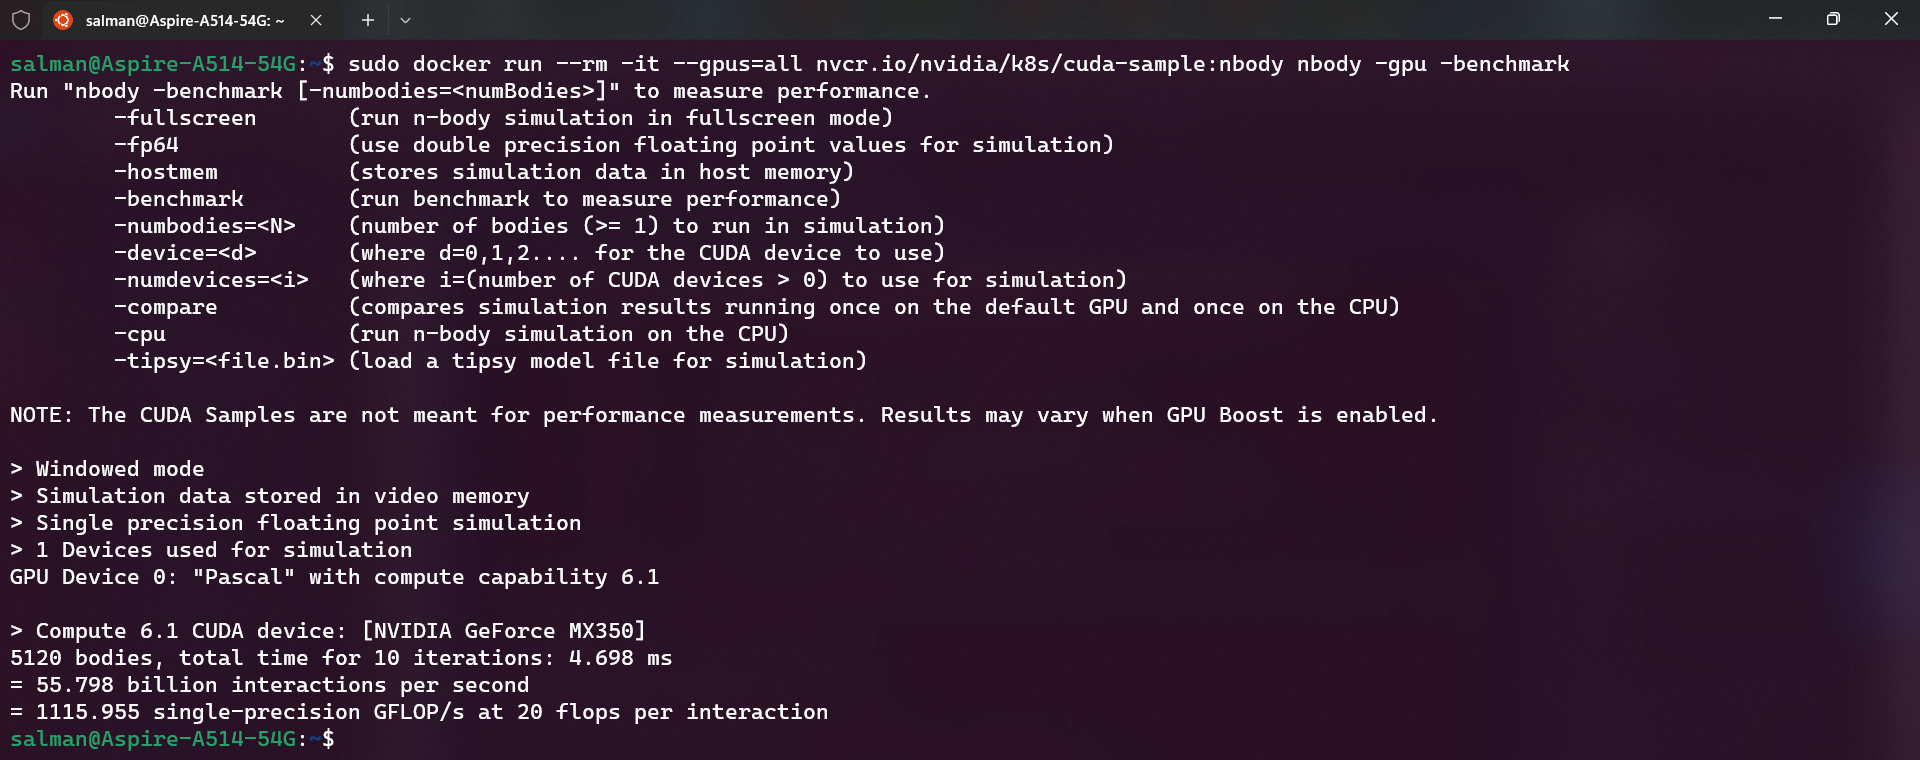 salman@Aspire-A514-54G: ~
salman@Aspire-A514-54G:~$ sudo docker run --rm -it --gpus=all nvcr.io/nvidia/k8s/cuda-sample:nbody nbody -gpu -benchmark
Run "nbody -benchmark [-numbodies=<numBodies>]" to measure performance.
        -fullscreen       (run n-body simulation in fullscreen mode)
        -fp64             (use double precision floating point values for simulation)
        -hostmem          (stores simulation data in host memory)
        -benchmark        (run benchmark to measure performance)
        -numbodies=<N>    (number of bodies (>= 1) to run in simulation)
        -device=<d>       (where d=0,1,2.... for the CUDA device to use)
        -numdevices=<i>   (where i=(number of CUDA devices > 0) to use for simulation)
        -compare          (compares simulation results running once on the default GPU and once on the CPU)
        -cpu              (run n-body simulation on the CPU)
        -tipsy=<file.bin> (load a tipsy model file for simulation)
NOTE: The CUDA Samples are not meant for performance measurements. Results may vary when GPU Boost is enabled.
> Windowed mode
> Simulation data stored in video memory
> Single precision floating point simulation
> 1 Devices used for simulation
GPU Device 0: "Pascal" with compute capability 6.1
> Compute 6.1 CUDA device: [NVIDIA GeForce MX350]
5120 bodies, total time for 10 iterations: 4.698 ms
= 55.798 billion interactions per second
= 1115.955 single-precision GFLOP/s at 20 flops per interaction
salman@Aspire-A514-54G:~$